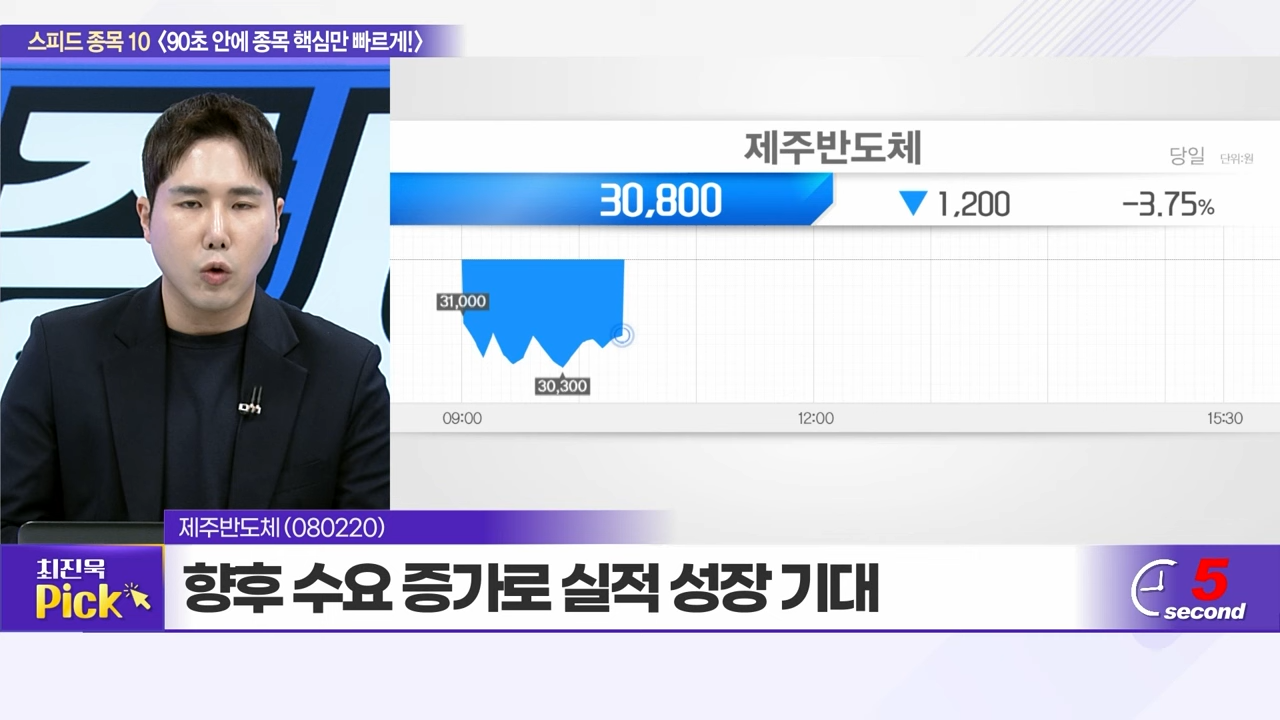 스피드 종목 10 〈90초 안에 종목 핵심만 빠르게!〉
제주반도체
당일 단위:원
30,800 ▼ 1,200 -3.75%
31,000
30,300
09:00 12:00 15:30
제주반도체(080220)
최진욱
Pick
향후 수요 증가로 실적 성장 기대
5
second